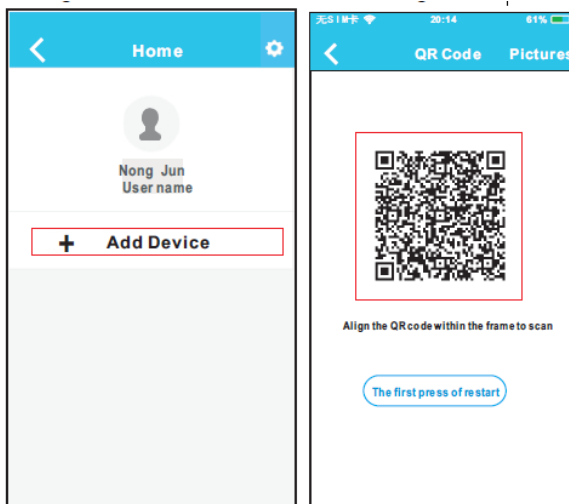 Home
Nong Jun
User name
+ Add Device
无SIM卡 20:14 61%
QR Code Pictures
Align the QR code within the frame to scan
The first press of restart